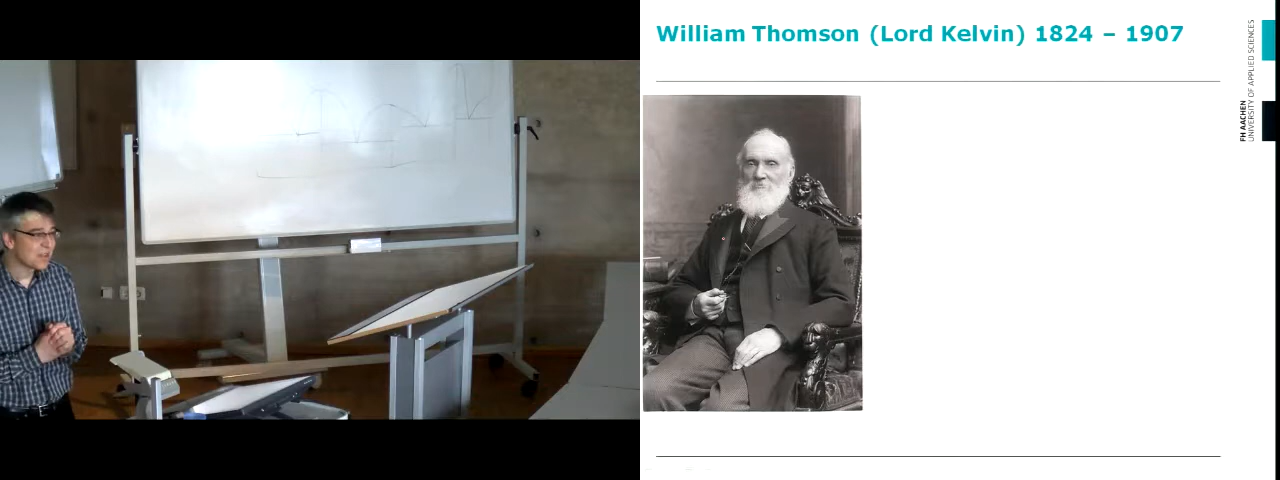 William Thomson (Lord Kelvin) 1824 – 1907
FH AACHEN
UNIVERSITY OF APPLIED SCIENCES